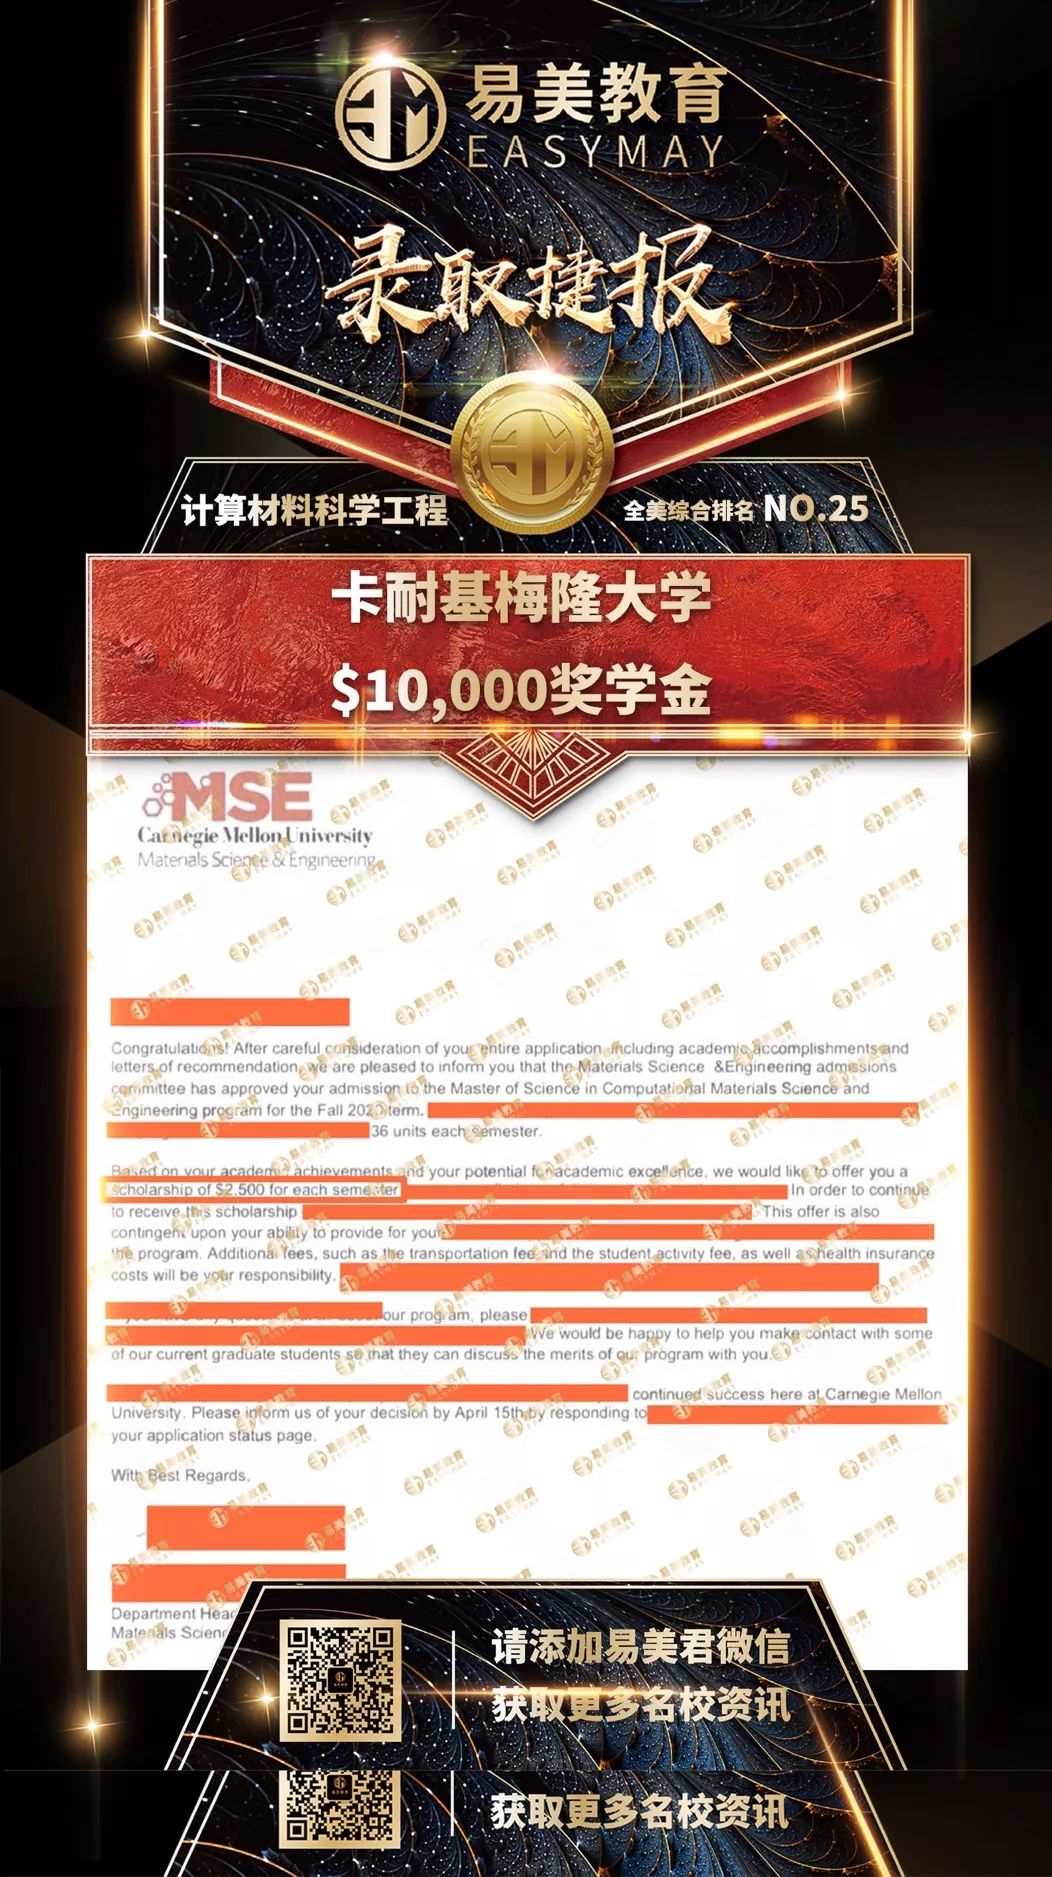 易美教育
EASYMAY
录取捷报
计算材料科学工程
全美综合排名 NO.25
卡耐基梅隆大学
$10,000奖学金
MSE
Carnegie Mellon University
Materials Science & Engineering
Congratulations! After careful consideration of your entire application, including academic accomplishments and
letters of recommendation, we are pleased to inform you that the Materials Science &Engineering admissions
committee has approved your admission to the Master of Science in Computational Materials Science and
Engineering program for the Fall term.
36 units each semester.
Based on your academic achievements and your potential for academic excellence, we would like to offer you a
scholarship of $2,500 for each semester
In order to continue
to receive this scholarship
This offer is also
contingent upon your ability to provide for your
the program. Additional fees, such as the transportation fee and the student activity fee, as well as health insurance
costs will be your responsibility.
our program, please
We would be happy to help you make contact with some
of our current graduate students so that they can discuss the merits of our program with you.
continued success here at Carnegie Mellon
University. Please inform us of your decision by April 15th by responding to
your application status page.
With Best Regards,
Department Head
Materials Scienc
请添加易美君微信
获取更多名校资讯
获取更多名校资讯